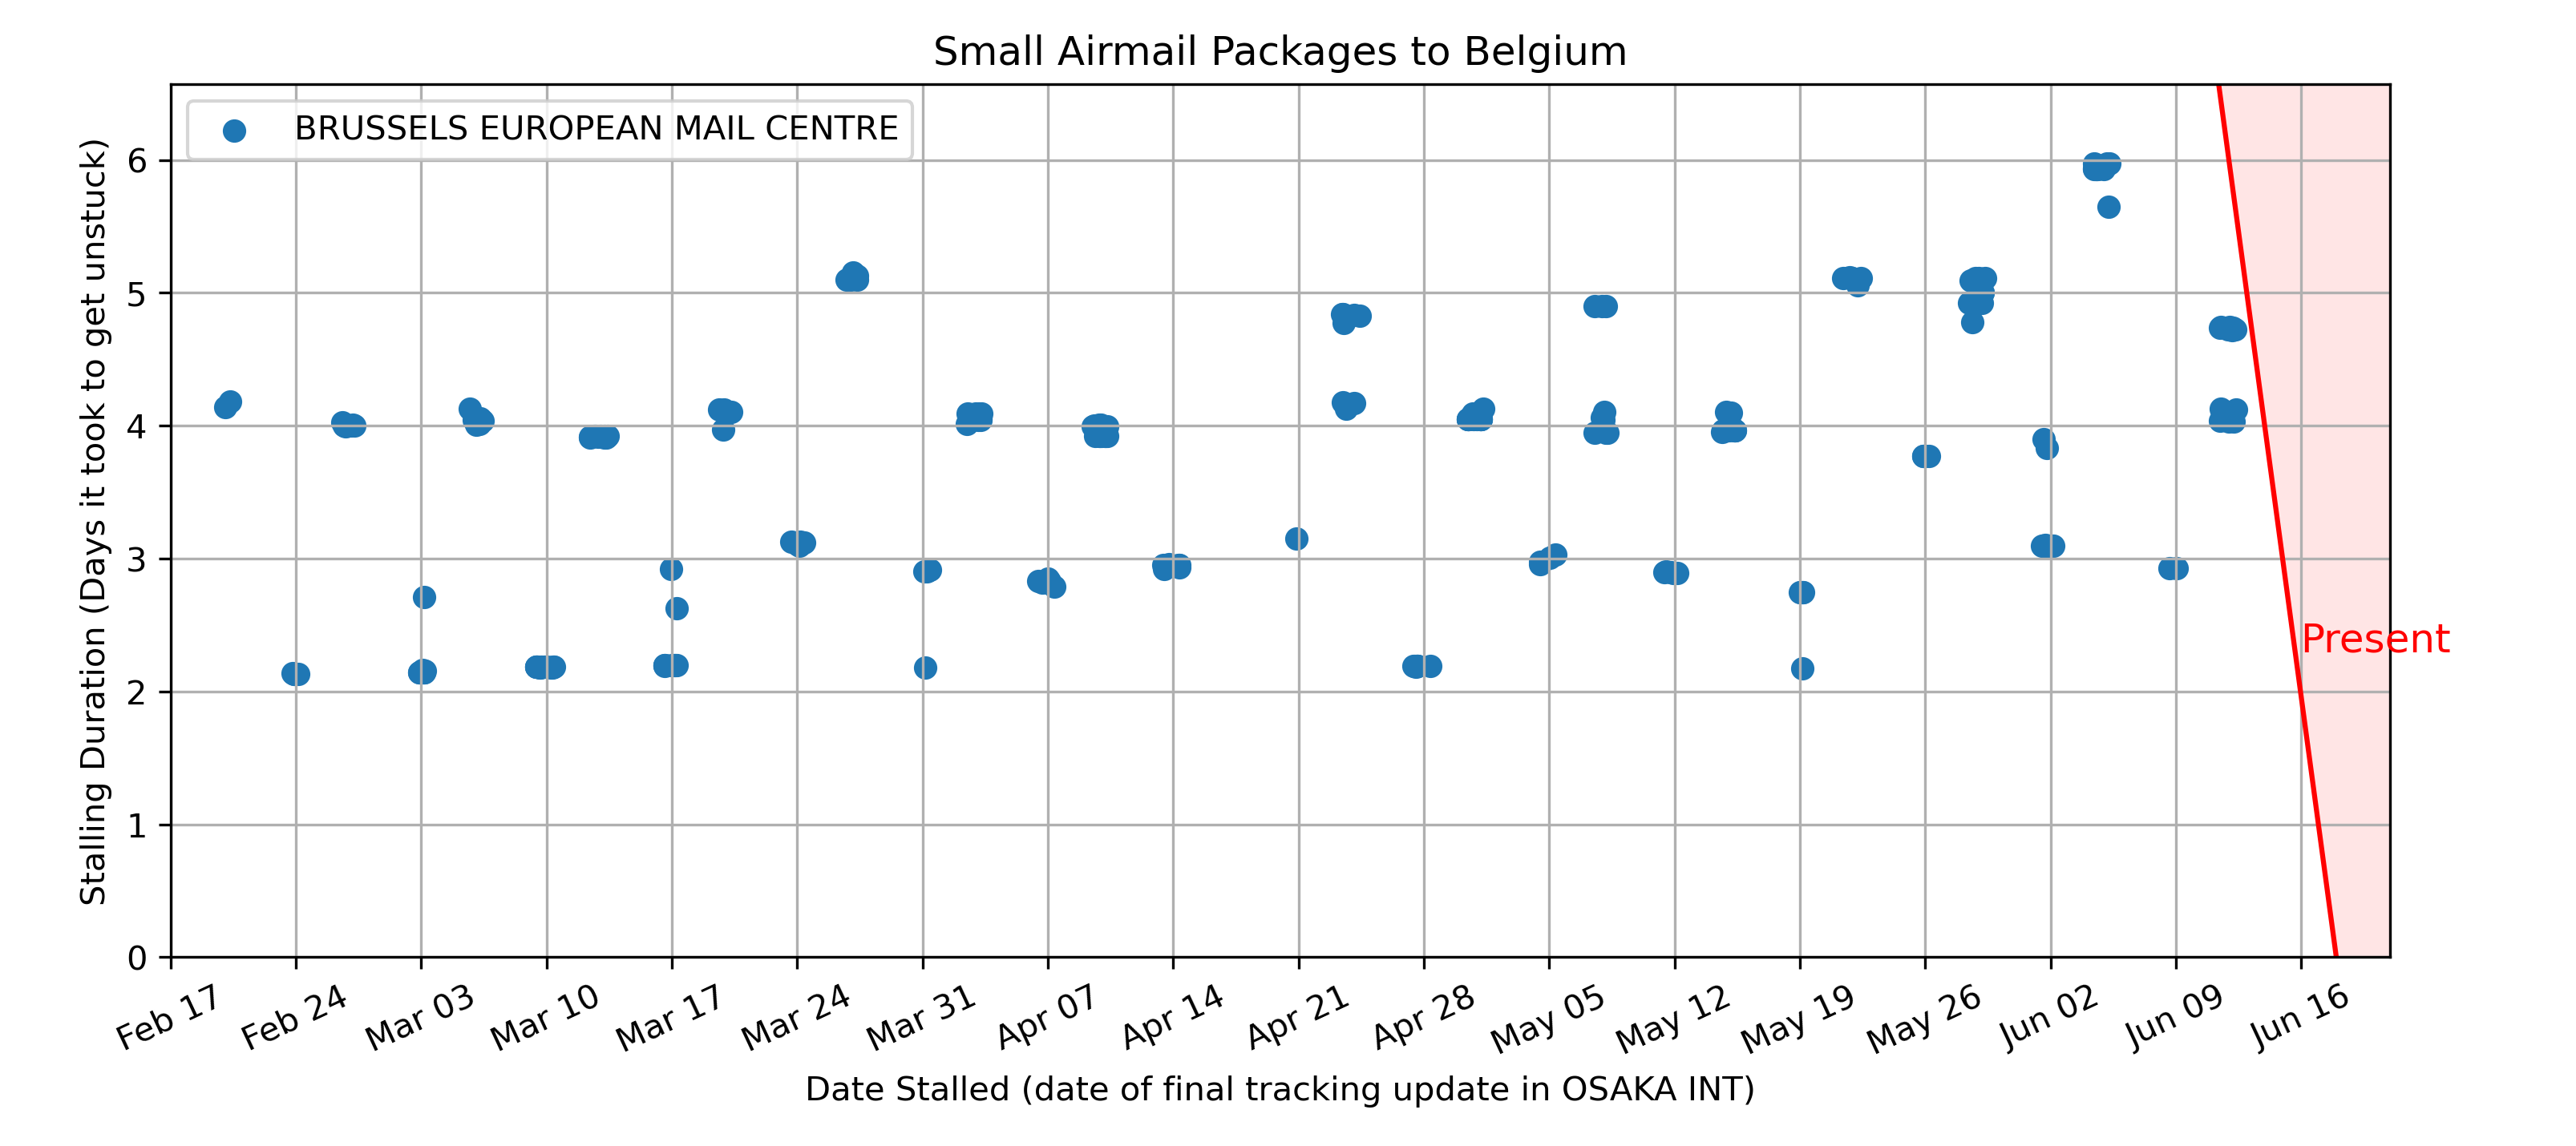 Small Airmail Packages to Belgium
BRUSSELS EUROPEAN MAIL CENTRE
Stalling Duration (Days it took to get unstuck)
6
5
4
3
2
1
0
Present
Feb 17
Feb 24
Mar 03
Mar 10
Mar 17
Mar 24
Mar 31
Apr 07
Apr 14
Apr 21
Apr 28
May 05
May 12
May 19
May 26
Jun 02
Jun 09
Jun 16
Date Stalled (date of final tracking update in OSAKA INT)